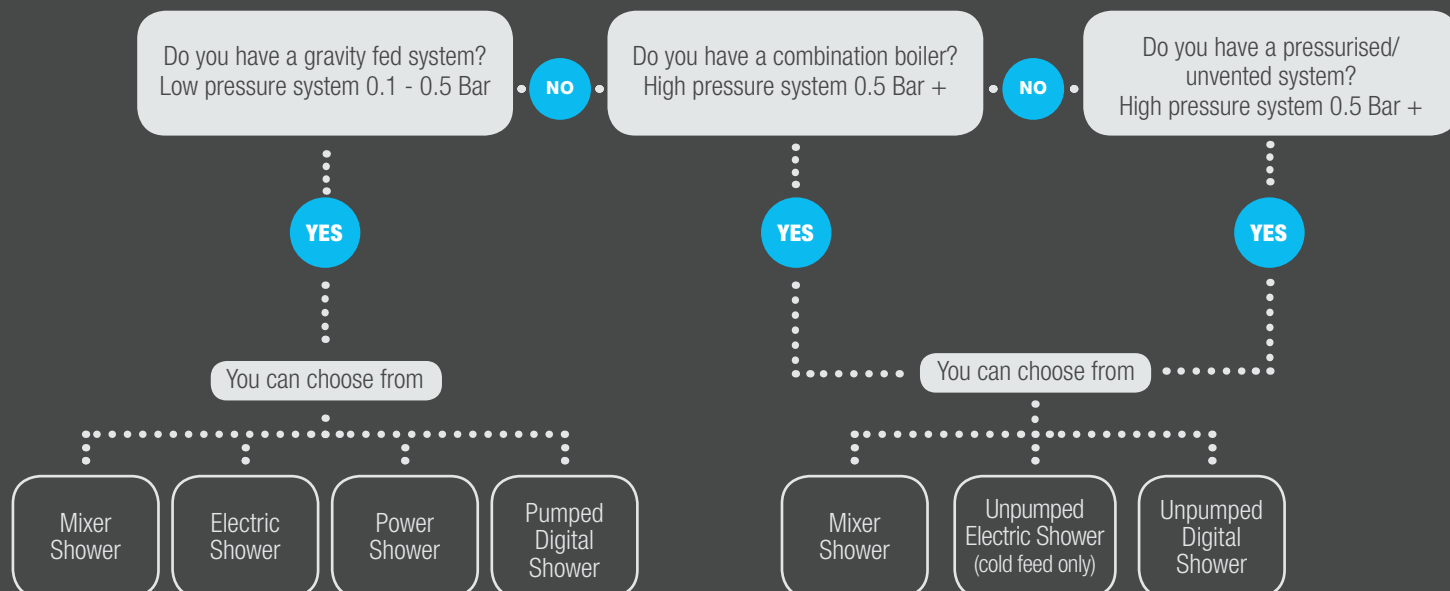 Do you have a gravity fed system?
Low pressure system 0.1 - 0.5 Bar
NO
Do you have a combination boiler?
High pressure system 0.5 Bar +
NO
Do you have a pressurised/
unvented system?
High pressure system 0.5 Bar +
YES
YES
YES
You can choose from
You can choose from
Mixer
Shower
Electric
Shower
Power
Shower
Pumped
Digital
Shower
Mixer
Shower
Unpumped
Electric Shower
(cold feed only)
Unpumped
Digital
Shower